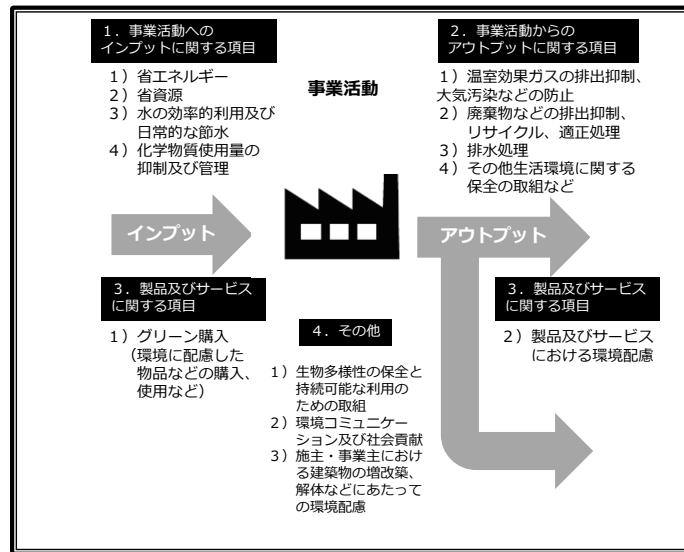 1．事業活動への
インプットに関する項目
1）省エネルギー
2）省資源
3）水の効率的利用及び
日常的な節水
4）化学物質使用量の
抑制及び管理
事業活動
2．事業活動からの
アウトプットに関する項目
1）温室効果ガスの排出抑制、
大気汚染などの防止
2）廃棄物などの排出抑制、
リサイクル、適正処理
3）排水処理
4）その他生活環境に関する
保全の取組など
インプット
アウトプット
3．製品及びサービス
に関する項目
1）グリーン購入
（環境に配慮した
物品などの購入、
使用など）
4．その他
1）生物多様性の保全と
持続可能な利用の
ための取組
2）環境コミュニケー
ション及び社会貢献
3）施主・事業主におけ
る建築物の増改築、
解体などにあたって
の環境配慮
3．製品及びサービス
に関する項目
2）製品及びサービス
における環境配慮